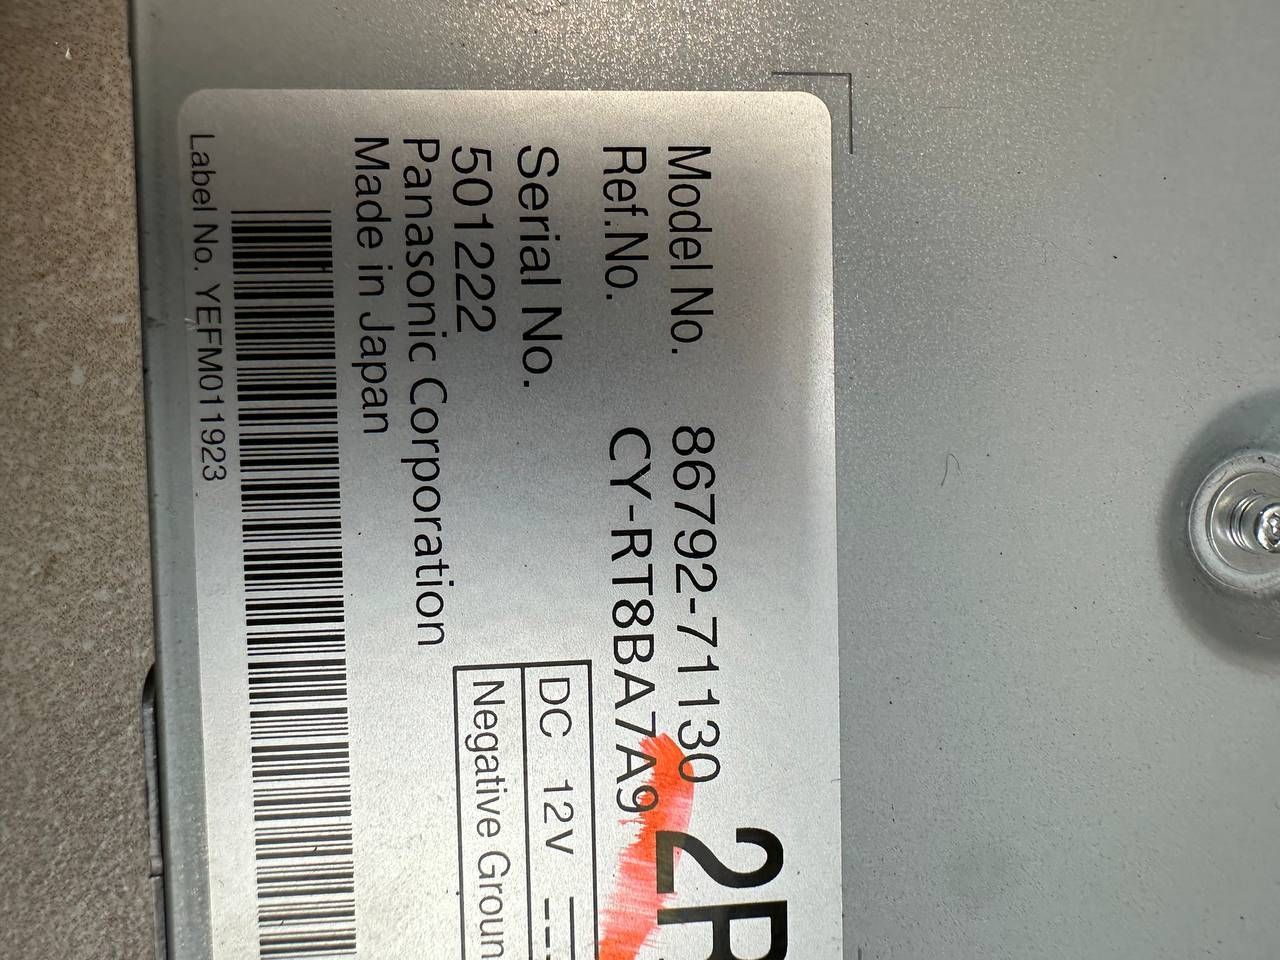 Model No. 86792-71130
Ref.No. CY-RT8BA7A9
Serial No.
501222
Panasonic Corporation
Made in Japan
Label No. YEFM011923
DC 12V
Negative